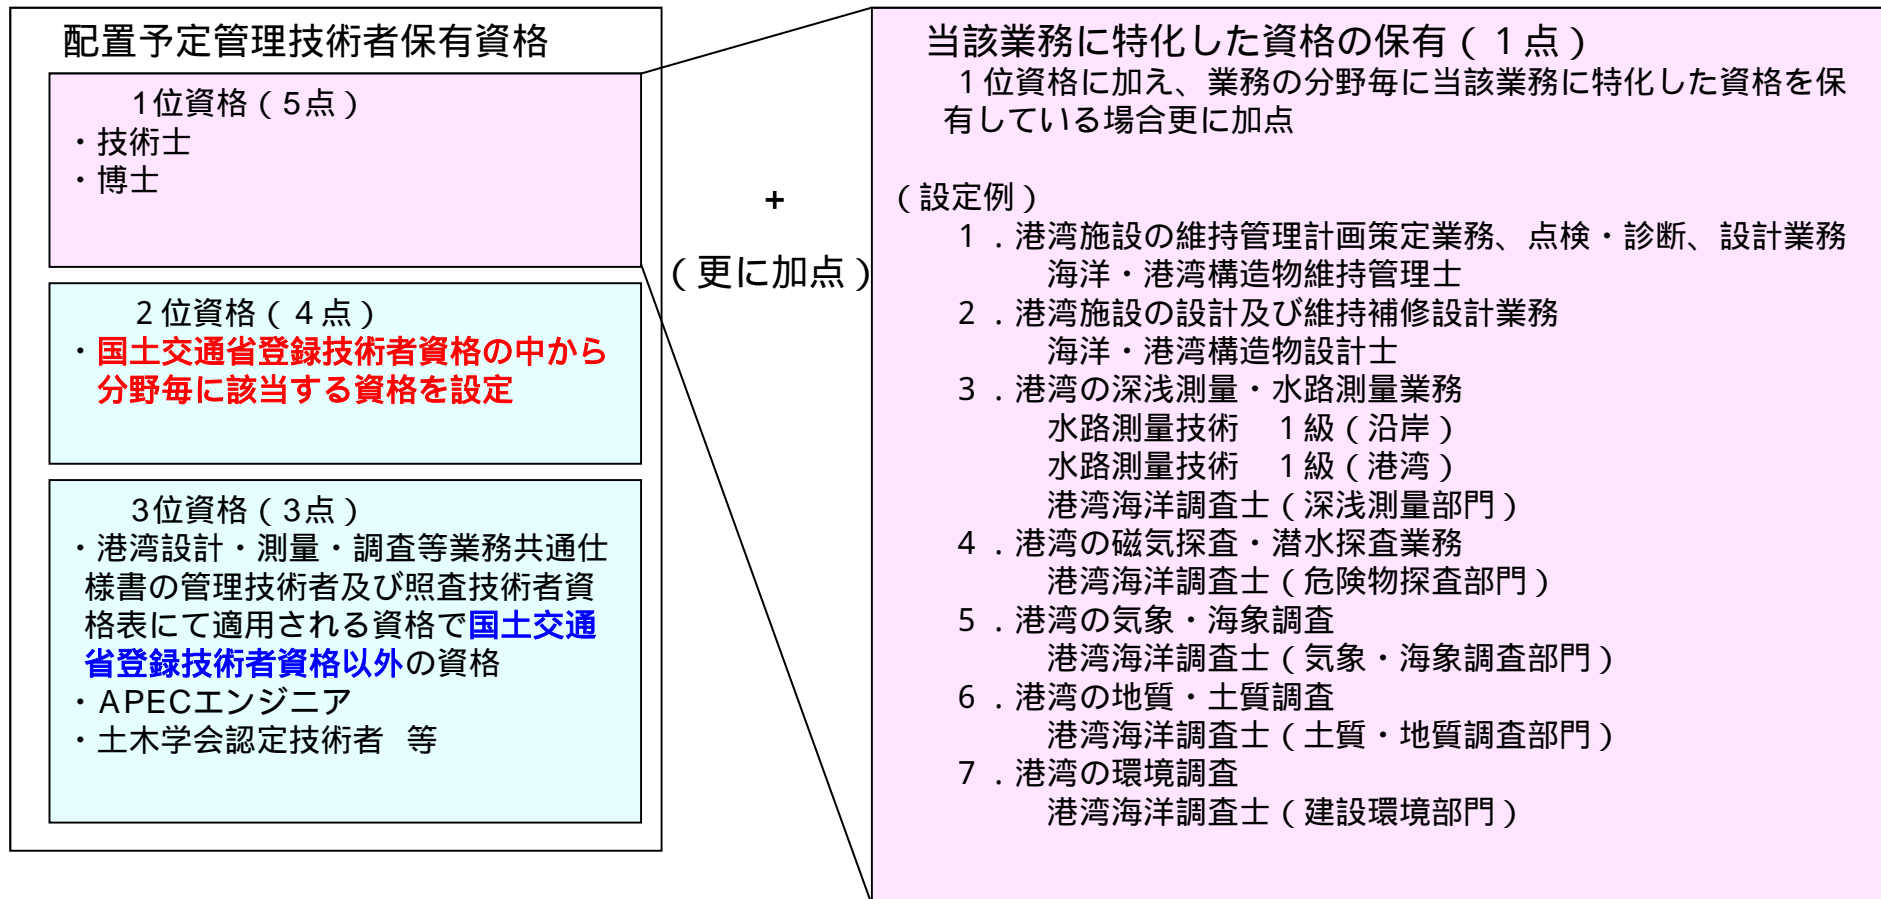 配置予定管理技術者保有資格
1位資格(5点)
・技術士
・博士
2位資格(4点)
・国土交通省登録技術者資格の中から
分野毎に該当する資格を設定
3位資格(3点)
・港湾設計・測量・調査等業務共通仕
様書の管理技術者及び照査技術者資
格表にて適用される資格で国土交通
省登録技術者資格以外の資格
・APECエンジニア
・土木学会認定技術者 等
+
(更に加点)
当該業務に特化した資格の保有(1点)
1位資格に加え、業務の分野毎に当該業務に特化した資格を保
有している場合更に加点
(設定例)
1.港湾施設の維持管理計画策定業務、点検・診断、設計業務
海洋・港湾構造物維持管理士
2.港湾施設の設計及び維持補修設計業務
海洋・港湾構造物設計士
3.港湾の深浅測量・水路測量業務
水路測量技術 1級(沿岸)
水路測量技術 1級(港湾)
港湾海洋調査士(深浅測量部門)
4.港湾の磁気探査・潜水探査業務
港湾海洋調査士(危険物探査部門)
5.港湾の気象・海象調査
港湾海洋調査士(気象・海象調査部門)
6.港湾の地質・土質調査
港湾海洋調査士(土質・地質調査部門)
7.港湾の環境調査
港湾海洋調査士(建設環境部門)